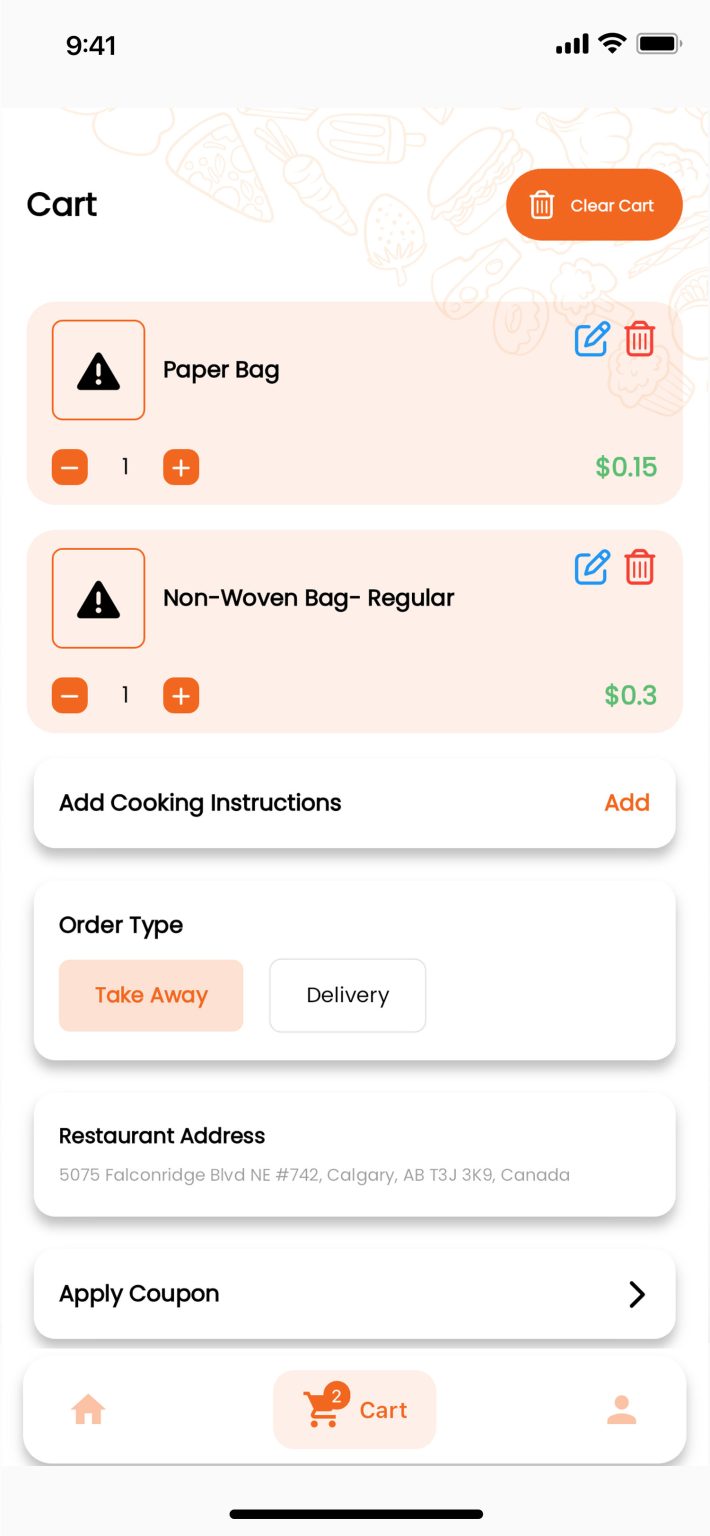 9:41
Cart
Clear Cart
Paper Bag
1
$0.15
Non-Woven Bag- Regular
1
$0.3
Add Cooking Instructions
Add
Order Type
Take Away
Delivery
Restaurant Address
5075 Falconridge Blvd NE #742, Calgary, AB T3J 3K9, Canada
Apply Coupon
2
Cart